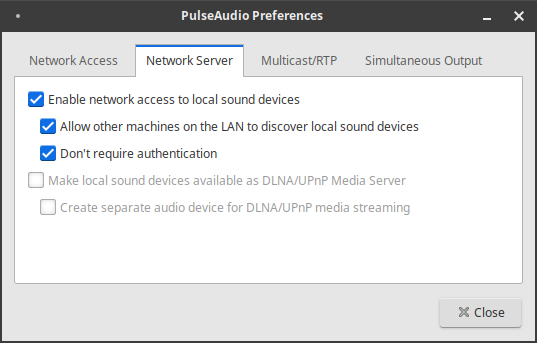 PulseAudio Preferences
Network Access
Network Server
Multicast/RTP
Simultaneous Output
Enable network access to local sound devices
Allow other machines on the LAN to discover local sound devices
Don't require authentication
Make local sound devices available as DLNA/UPnP Media Server
Create separate audio device for DLNA/UPnP media streaming
Close